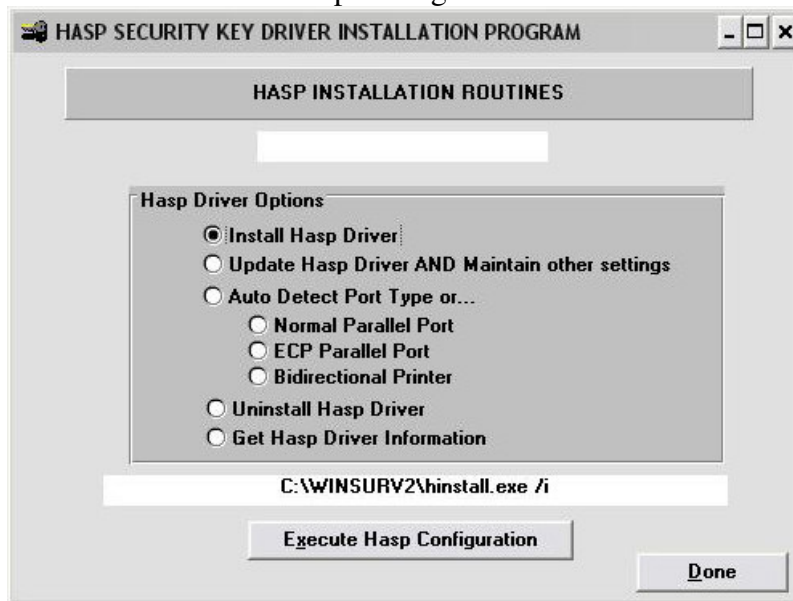 HASP SECURITY KEY DRIVER INSTALLATION PROGRAM
HASP INSTALLATION ROUTINES
Hasp Driver Options
Install Hasp Driver
Update Hasp Driver AND Maintain other settings
Auto Detect Port Type or...
Normal Parallel Port
ECP Parallel Port
Bidirectional Printer
Uninstall Hasp Driver
Get Hasp Driver Information
C:\WINSURV2\hinstall.exe /i
Execute Hasp Configuration
Done